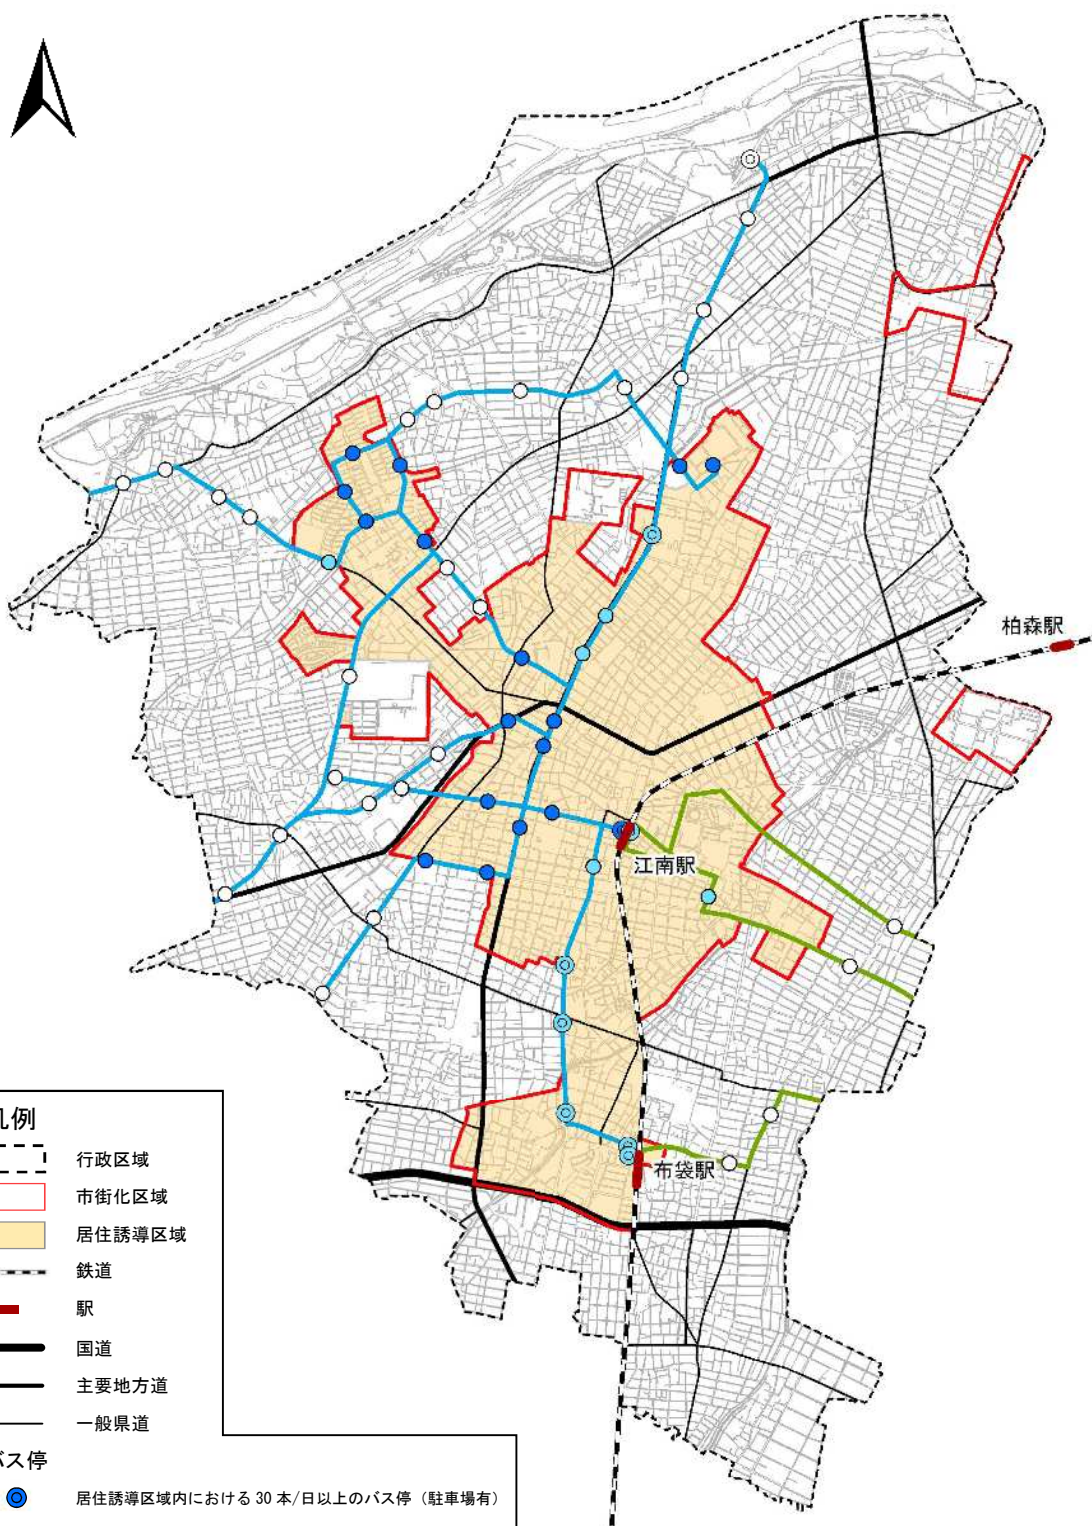 柏森駅
江南駅
布袋駅
凡例
行政区域
市街化区域
居住誘導区域
鉄道
駅
国道
主要地方道
一般県道
バス停
居住誘導区域内における 30 本/日以上のバス停（駐車場有）